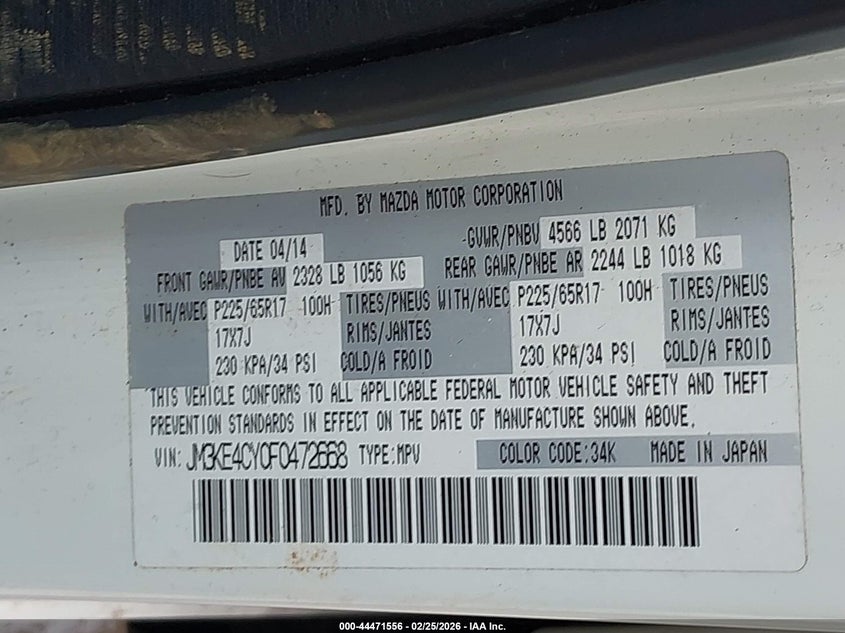 MFD. BY MAZDA MOTOR CORPORATION
DATE 04/14 GVWR/PNBV 4566 LB 2071 KG
FRONT GAWR/PNBE AV 2328 LB 1056 KG REAR GAWR/PNBE AR 2244 LB 1018 KG
WITH/AVEC P225/65R17 100H TIRES/PNEUS WITH/AVEC P225/65R17 100H TIRES/PNEUS
17X7J RIMS/JANTES 17X7J RIMS/JANTES
230 KPA/34 PSI COLD/A FROID 230 KPA/34 PSI COLD/A FROID
THIS VEHICLE CONFORMS TO ALL APPLICABLE FEDERAL MOTOR VEHICLE SAFETY AND THEFT
PREVENTION STANDARDS IN EFFECT ON THE DATE OF MANUFACTURE SHOWN ABOVE.
VIN: JM3KE4CY0F0472668 TYPE:MPV COLOR CODE:34K MADE IN JAPAN
000-44471556 - 02/25/2026 - IAA Inc.